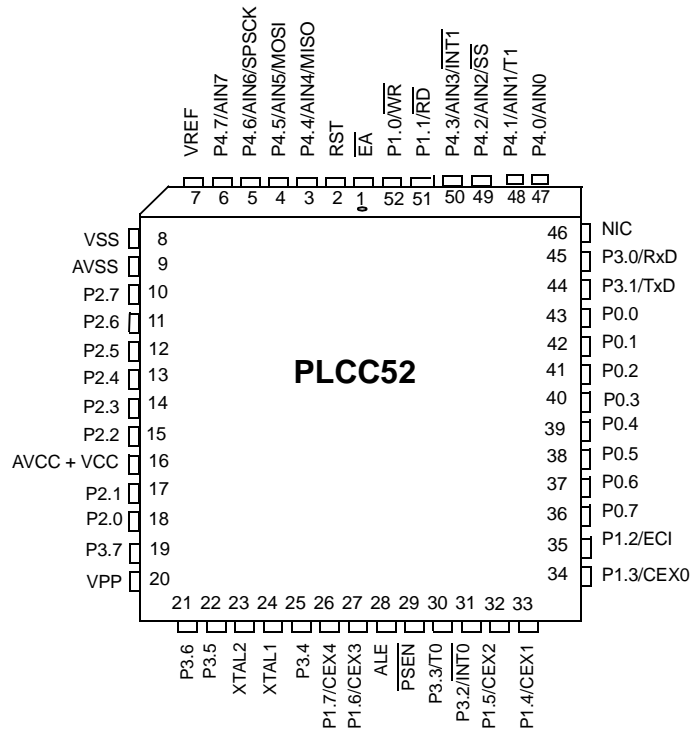 VREF
P4.7/AIN7
P4.6/AIN6/SPSCK
P4.5/AIN5/MOSI
P4.4/AIN4/MISO
RST
EA
P1.0/WR
P1.1/RD
P4.3/AIN3/INT1
P4.2/AIN2/SS
P4.1/AIN1/T1
P4.0/AIN0
7 6 5 4 3 2 1 52 51 50 49 48 47
VSS 8
AVSS 9
P2.7 10
P2.6 11
P2.5 12
P2.4 13
P2.3 14
P2.2 15
AVCC + VCC 16
P2.1 17
P2.0 18
P3.7 19
VPP 20
PLCC52
46 NIC
45 P3.0/RxD
44 P3.1/TxD
43 P0.0
42 P0.1
41 P0.2
40 P0.3
39 P0.4
38 P0.5
37 P0.6
36 P0.7
35 P1.2/ECI
34 P1.3/CEX0
21 22 23 24 25 26 27 28 29 30 31 32 33
P3.6
P3.5
XTAL2
XTAL1
P3.4
P1.7/CEX4
P1.6/CEX3
ALE
PSEN
P3.3/T0
P3.2/INT0
P1.5/CEX2
P1.4/CEX1